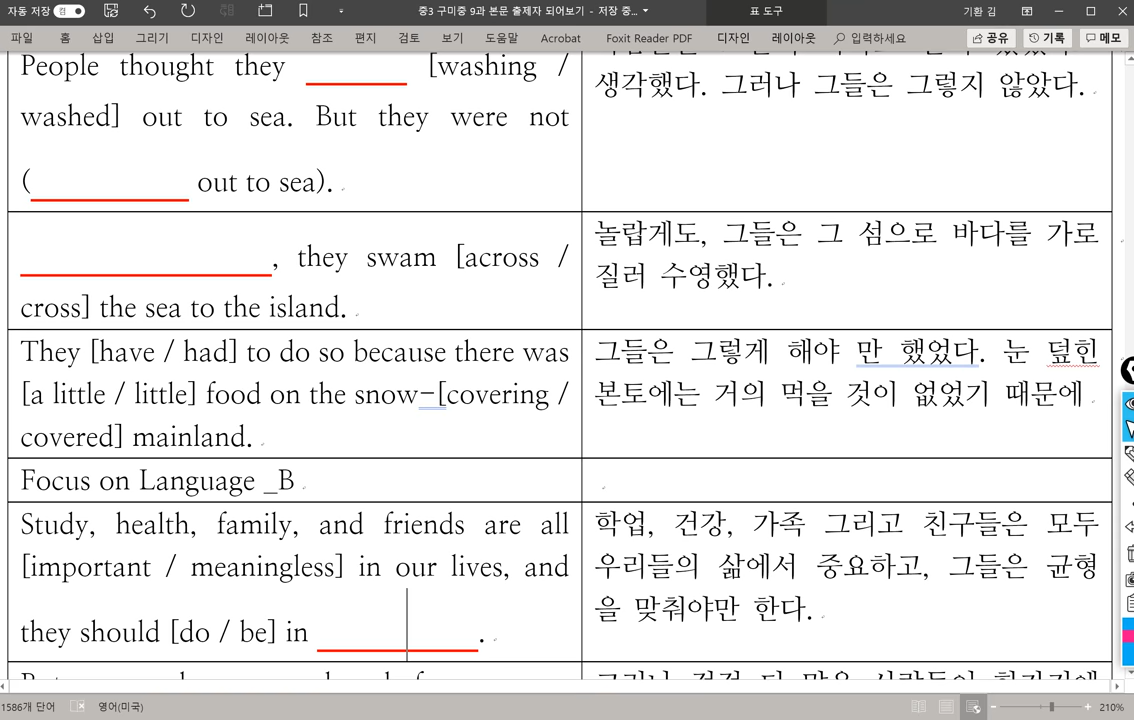 자동 저장 켬
중3 구미중 9과 본문 출제자 되어보기 - 저장 중...
표 도구
기환 김
파일 홈 삽입 그리기 디자인 레이아웃 참조 편지 검토 보기 도움말 Acrobat Foxit Reader PDF 디자인 레이아웃 입력하세요
공유 기록 메모
People thought they [washing /
washed] out to sea. But they were not
( out to sea).
생각했다. 그러나 그들은 그렇지 않았다.
, they swam [across /
cross] the sea to the island.
놀랍게도, 그들은 그 섬으로 바다를 가로
질러 수영했다.
They [have / had] to do so because there was
[a little / little] food on the snow-[covering /
covered] mainland.
그들은 그렇게 해야 만 했었다. 눈 덮힌
본토에는 거의 먹을 것이 없었기 때문에
Focus on Language _B
Study, health, family, and friends are all
[important / meaningless] in our lives, and
they should [do / be] in .
학업, 건강, 가족 그리고 친구들은 모두
우리들의 삶에서 중요하고, 그들은 균형
을 맞춰야만 한다.
1586개 단어 영어(미국)
210%